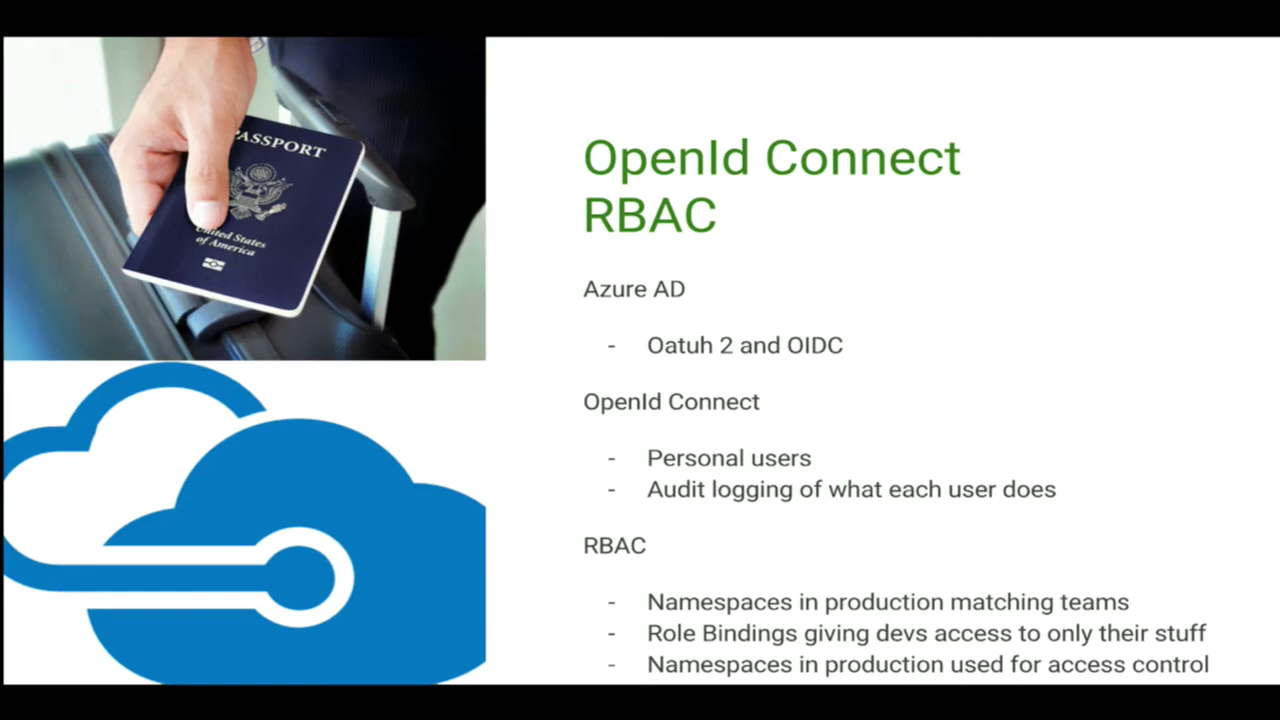 PASSPORT
United States
of America
OpenId Connect
RBAC
Azure AD
- Oatuh 2 and OIDC
OpenId Connect
- Personal users
- Audit logging of what each user does
RBAC
- Namespaces in production matching teams
- Role Bindings giving devs access to only their stuff
- Namespaces in production used for access control